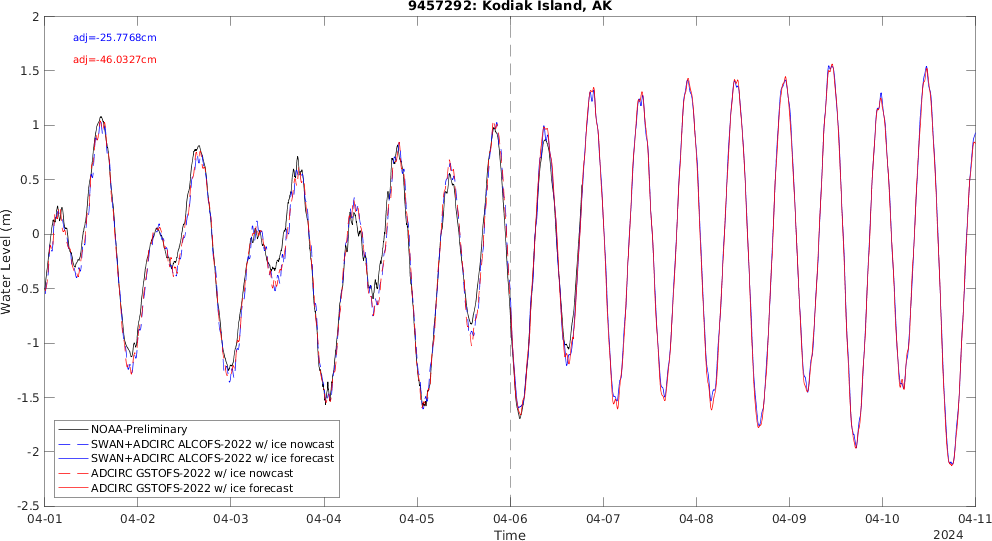 9457292: Kodiak Island, AK
adj=-25.7768cm
adj=-46.0327cm
Water Level (m)
2
1.5
1
0.5
0
-0.5
-1
-1.5
-2
-2.5
NOAA-Preliminary
SWAN+ADCIRC ALCOFS-2022 w/ ice nowcast
SWAN+ADCIRC ALCOFS-2022 w/ ice forecast
ADCIRC GSTOFS-2022 w/ ice nowcast
ADCIRC GSTOFS-2022 w/ ice forecast
04-01 04-02 04-03 04-04 04-05 04-06 04-07 04-08 04-09 04-10 04-11
Time
2024